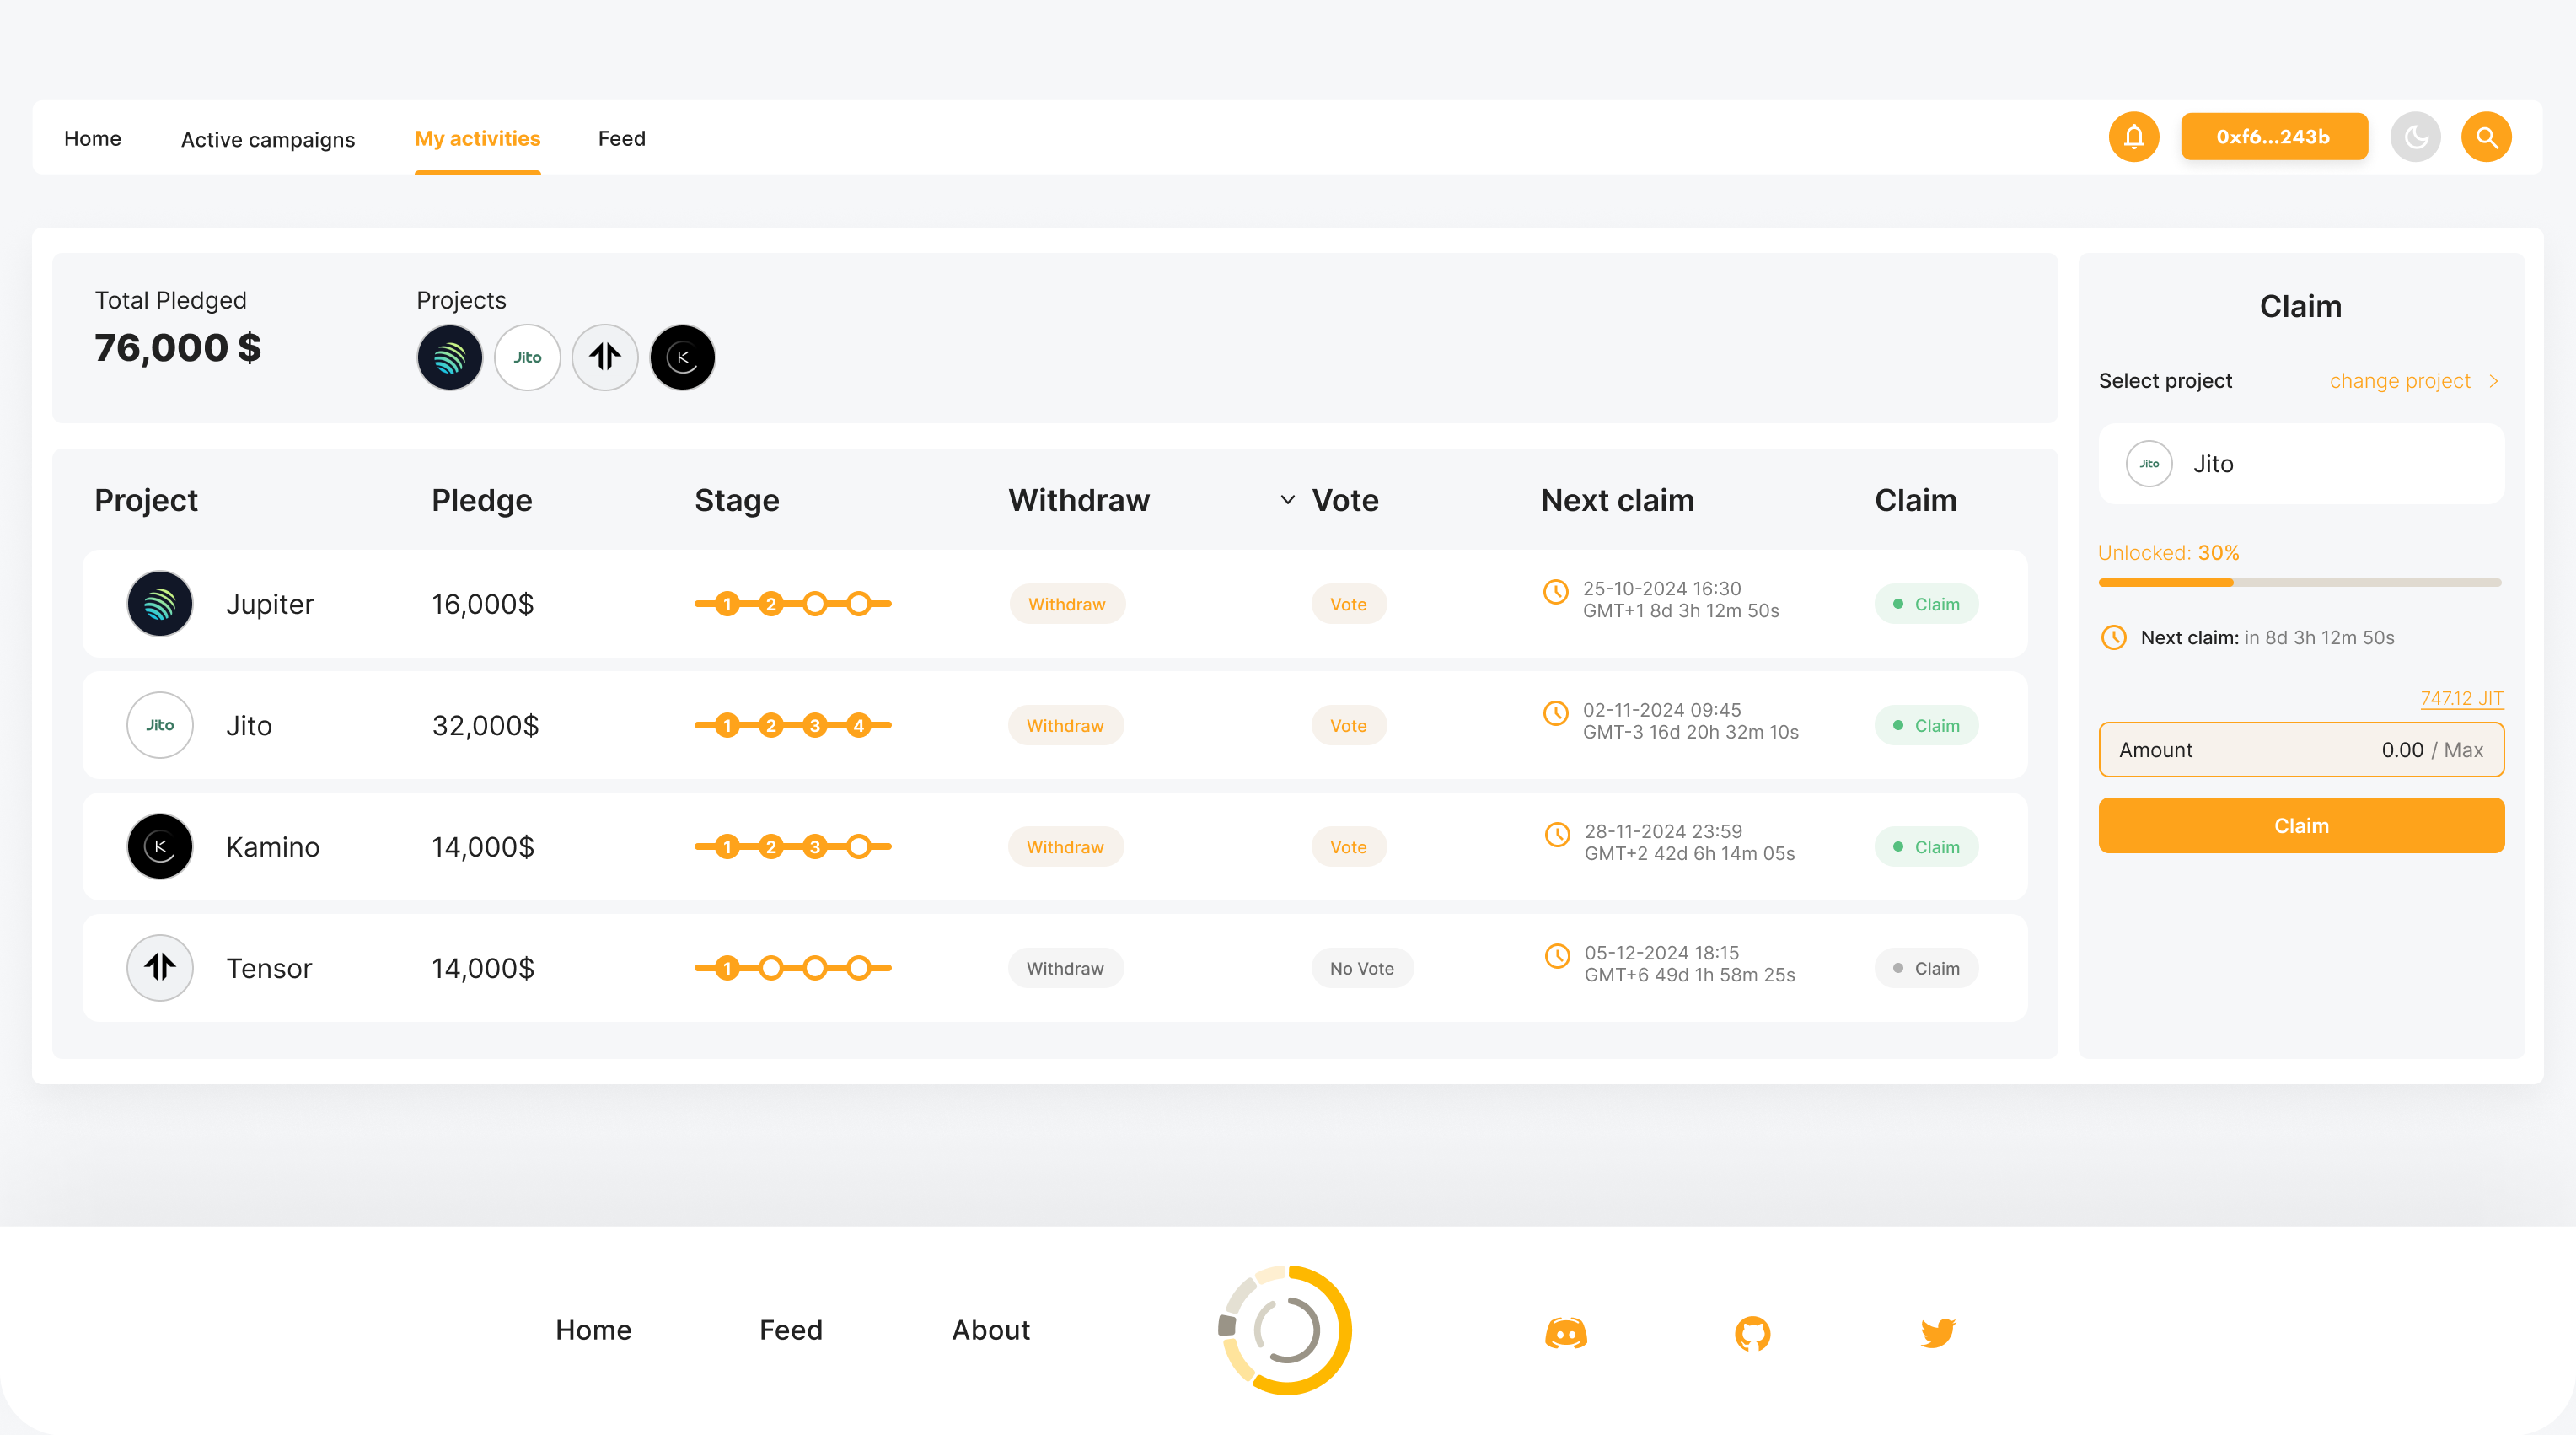 Home
Active campaigns
My activities
Feed
0xf6...243b
Total Pledged
76,000 $
Projects
Jito
K
Claim
Select project
change project
Jito
Jito
Unlocked: 30%
Next claim: in 8d 3h 12m 50s
747.12 JIT
Amount
0.00 / Max
Claim
Project
Pledge
Stage
Withdraw
Vote
Next claim
Claim
Jupiter
16,000$
1
2
Withdraw
Vote
25-10-2024 16:30
GMT+1 8d 3h 12m 50s
Claim
Jito
Jito
32,000$
1
2
3
4
Withdraw
Vote
02-11-2024 09:45
GMT-3 16d 20h 32m 10s
Claim
K
Kamino
14,000$
1
2
3
Withdraw
Vote
28-11-2024 23:59
GMT+2 42d 6h 14m 05s
Claim
Tensor
14,000$
1
Withdraw
No Vote
05-12-2024 18:15
GMT+6 49d 1h 58m 25s
Claim
Home
Feed
About